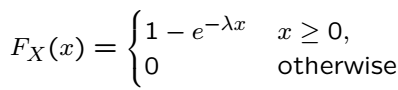 F_X(x) = { 1 − e^{−λx}   x ≥ 0,
0   otherwise